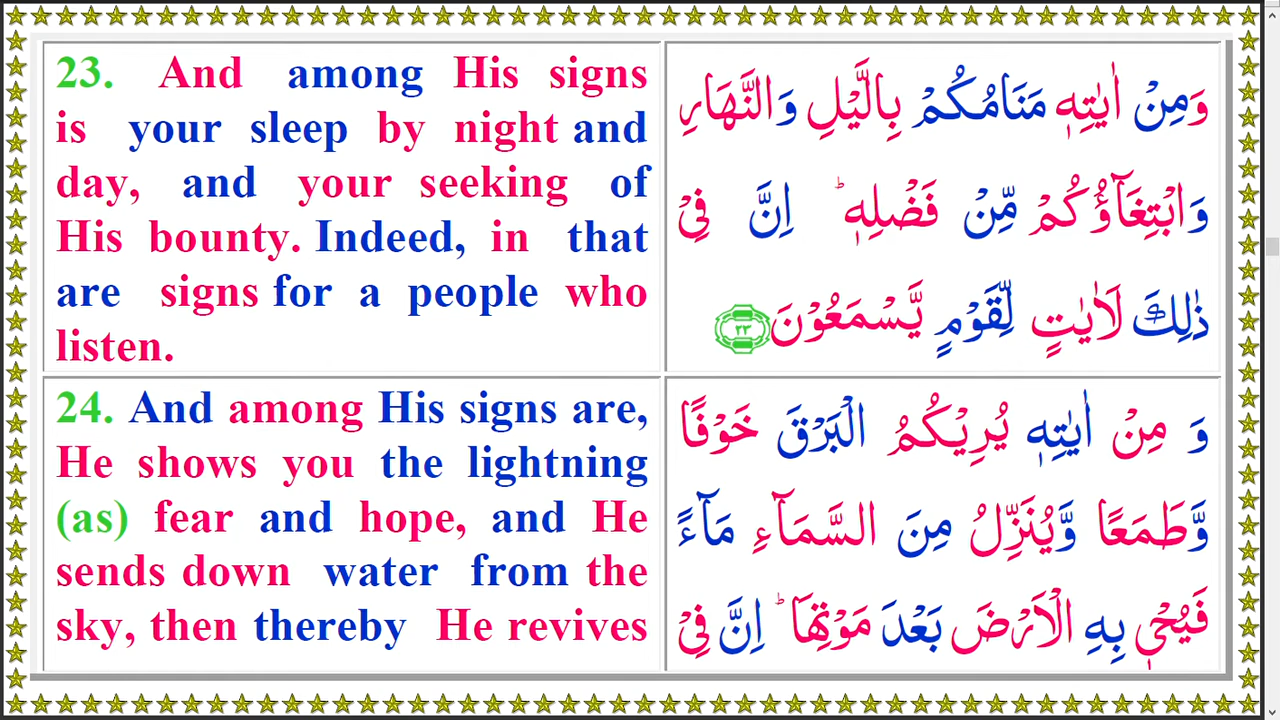 23. And among His signs
is your sleep by night and
day, and your seeking of
His bounty. Indeed, in that
are signs for a people who
listen.
وَمِنْ اٰيٰتِهٖ مَنَامُكُمْ بِالَّيْلِ وَالنَّهَارِ
وَابْتِغَآؤُكُمْ مِّنْ فَضْلِهٖ ؕ اِنَّ فِيْ
ذٰلِكَ لَاٰيٰتٍ لِّقَوْمٍ يَّسْمَعُوْنَ ٢٣
24. And among His signs are,
He shows you the lightning
(as) fear and hope, and He
sends down water from the
sky, then thereby He revives
وَ مِنْ اٰيٰتِهٖ يُرِيْكُمُ الْبَرْقَ خَوْفًا
وَّطَمَعًا وَّيُنَزِّلُ مِنَ السَّمَآءِ مَآءً
فَيُحْيٖ بِهِ الْاَرْضَ بَعْدَ مَوْتِهَا ؕ اِنَّ فِيْ